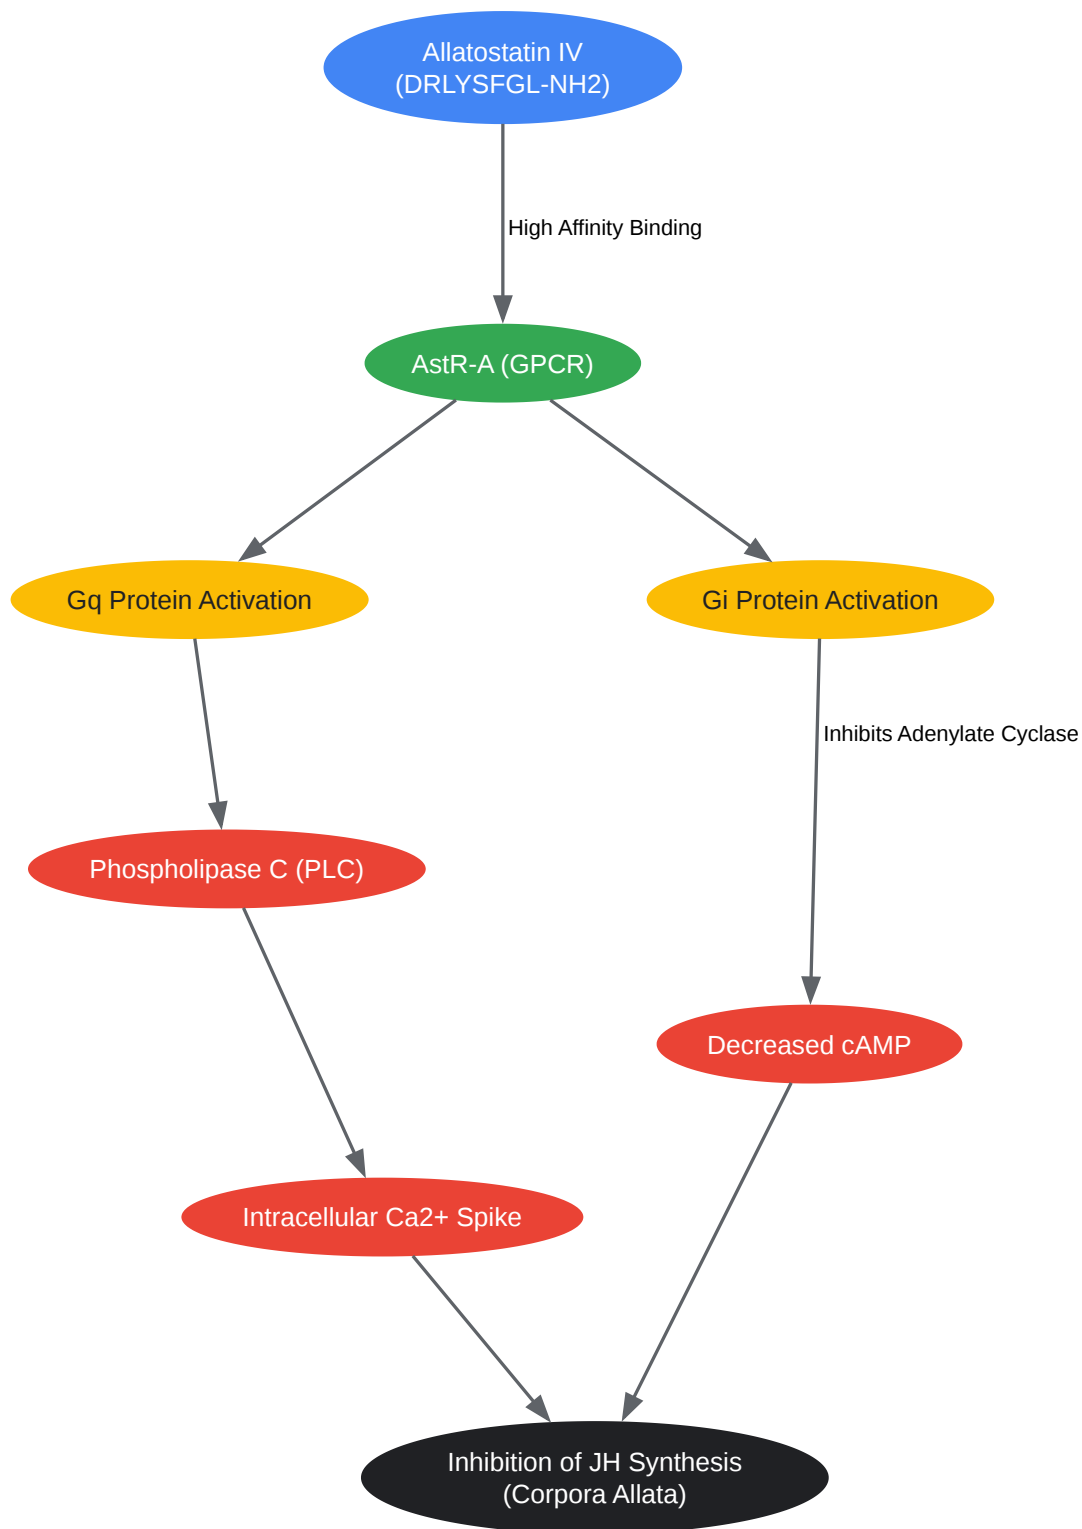 Allatostatin IV
(DRLYSFGL-NH2)
High Affinity Binding
AstR-A (GPCR)
Gq Protein Activation
Gi Protein Activation
Inhibits Adenylate Cyclase
Phospholipase C (PLC)
Decreased cAMP
Intracellular Ca2+ Spike
Inhibition of JH Synthesis
(Corpora Allata)